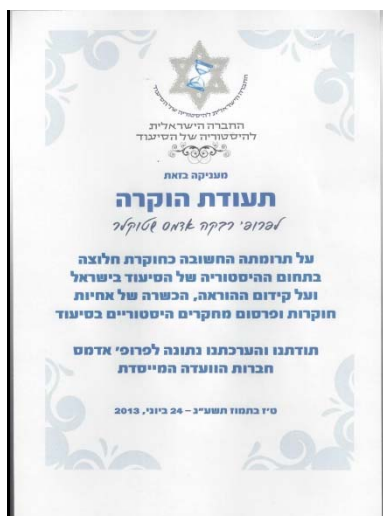 החברה הישראלית להיסטוריה של הסיעוד
החברה הישראלית
להיסטוריה של הסיעוד
מעניקה בזאת
תעודת הוקרה
לפרופ' רבקה אדמס שטוקלר
על תרומתה החשובה כחוקרת חלוצה
בתחום ההיסטוריה של הסיעוד בישראל
ועל קידום ההוראה, הכשרה של אחיות
חוקרות ופרסום מחקרים היסטוריים בסיעוד
תודתנו והערכתנו נתונה לפרופ' אדמס
חברות הוועדה המייסדת
ט"ז בתמוז תשע"ג – 24 ביוני, 2013